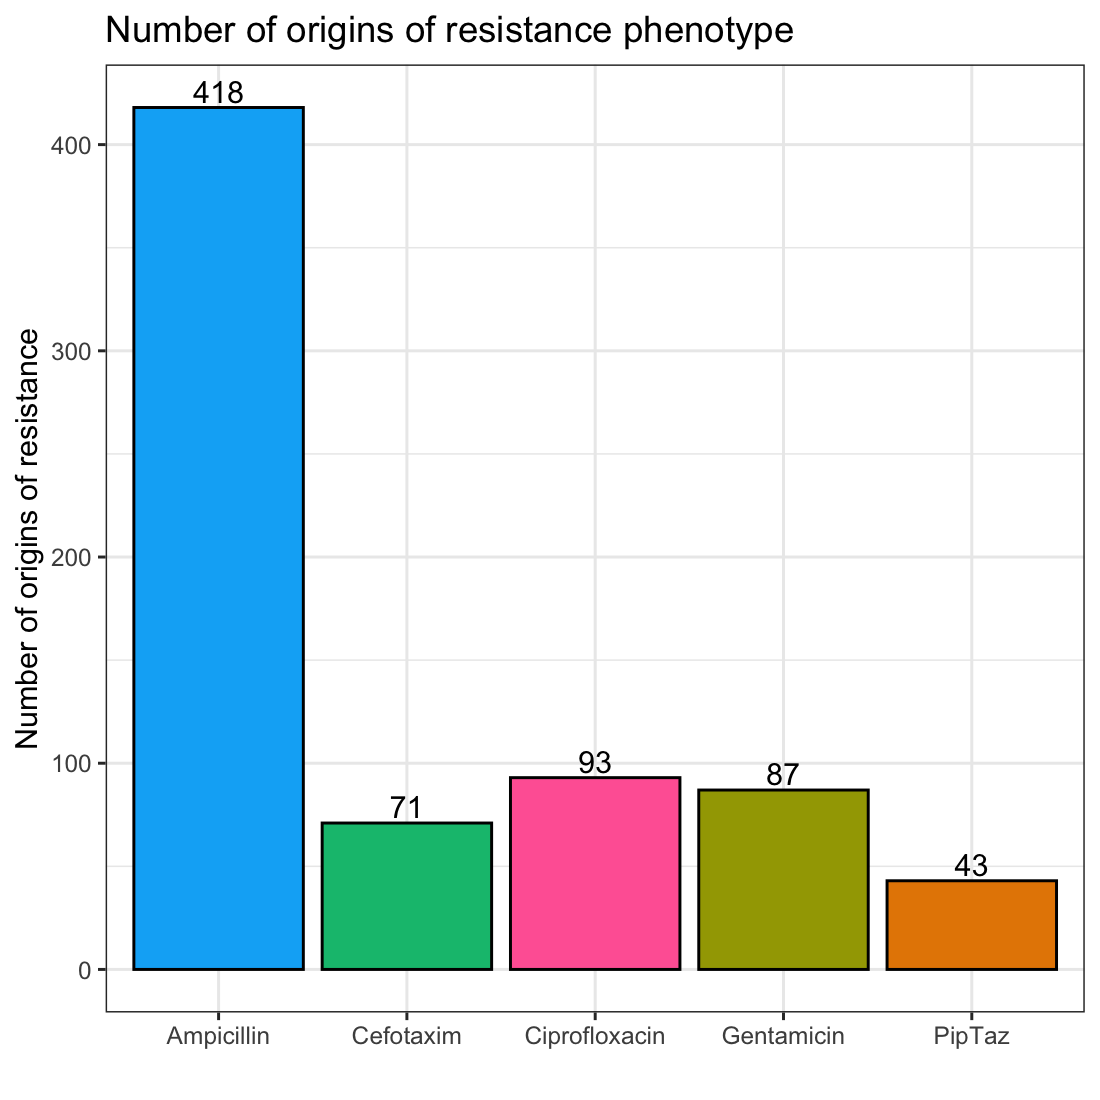 Number of origins of resistance phenotype
Number of origins of resistance
400
300
200
100
0
418
71
93
87
43
Ampicillin
Cefotaxim
Ciprofloxacin
Gentamicin
PipTaz